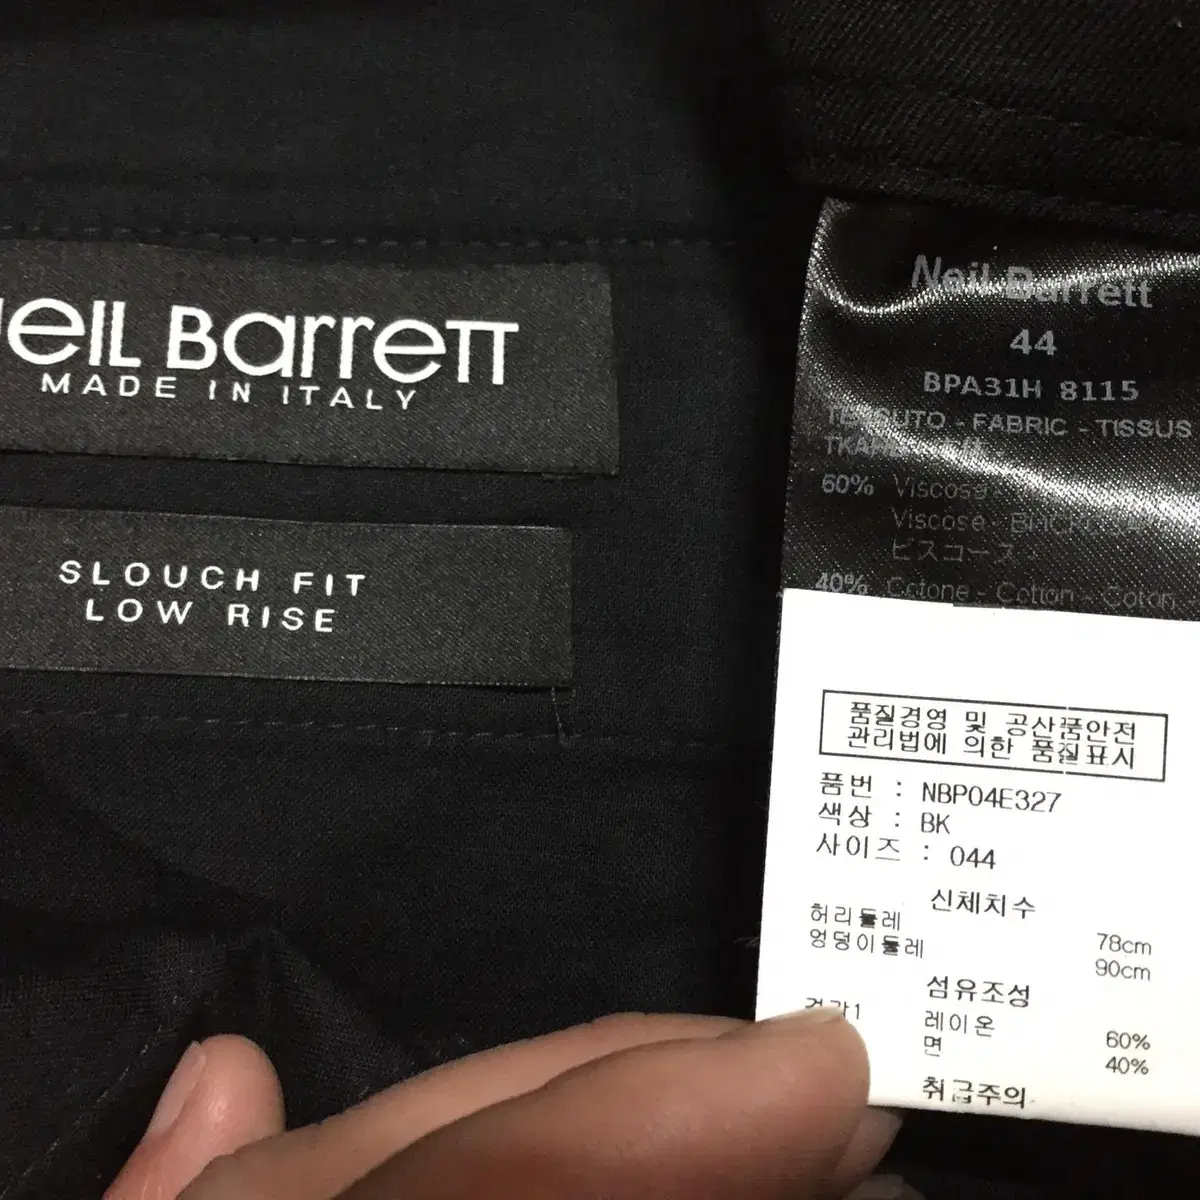 Neil Barrett
MADE IN ITALY
SLOUCH FIT
LOW RISE
Neil Barrett
44
BPA31H 8115
TESSUTO - FABRIC - TISSUS
60% Viscosa
Viscose -
ビスコース
40% Cotone - Cotton - Coton
품질경영 및 공산품안전
관리법에 의한 품질표시
품번 : NBP04E327
색상 : BK
사이즈 : 044
신체치수
허리둘레 78cm
엉덩이둘레 90cm
섬유조성
겉감1 레이온 60%
면 40%
취급주의